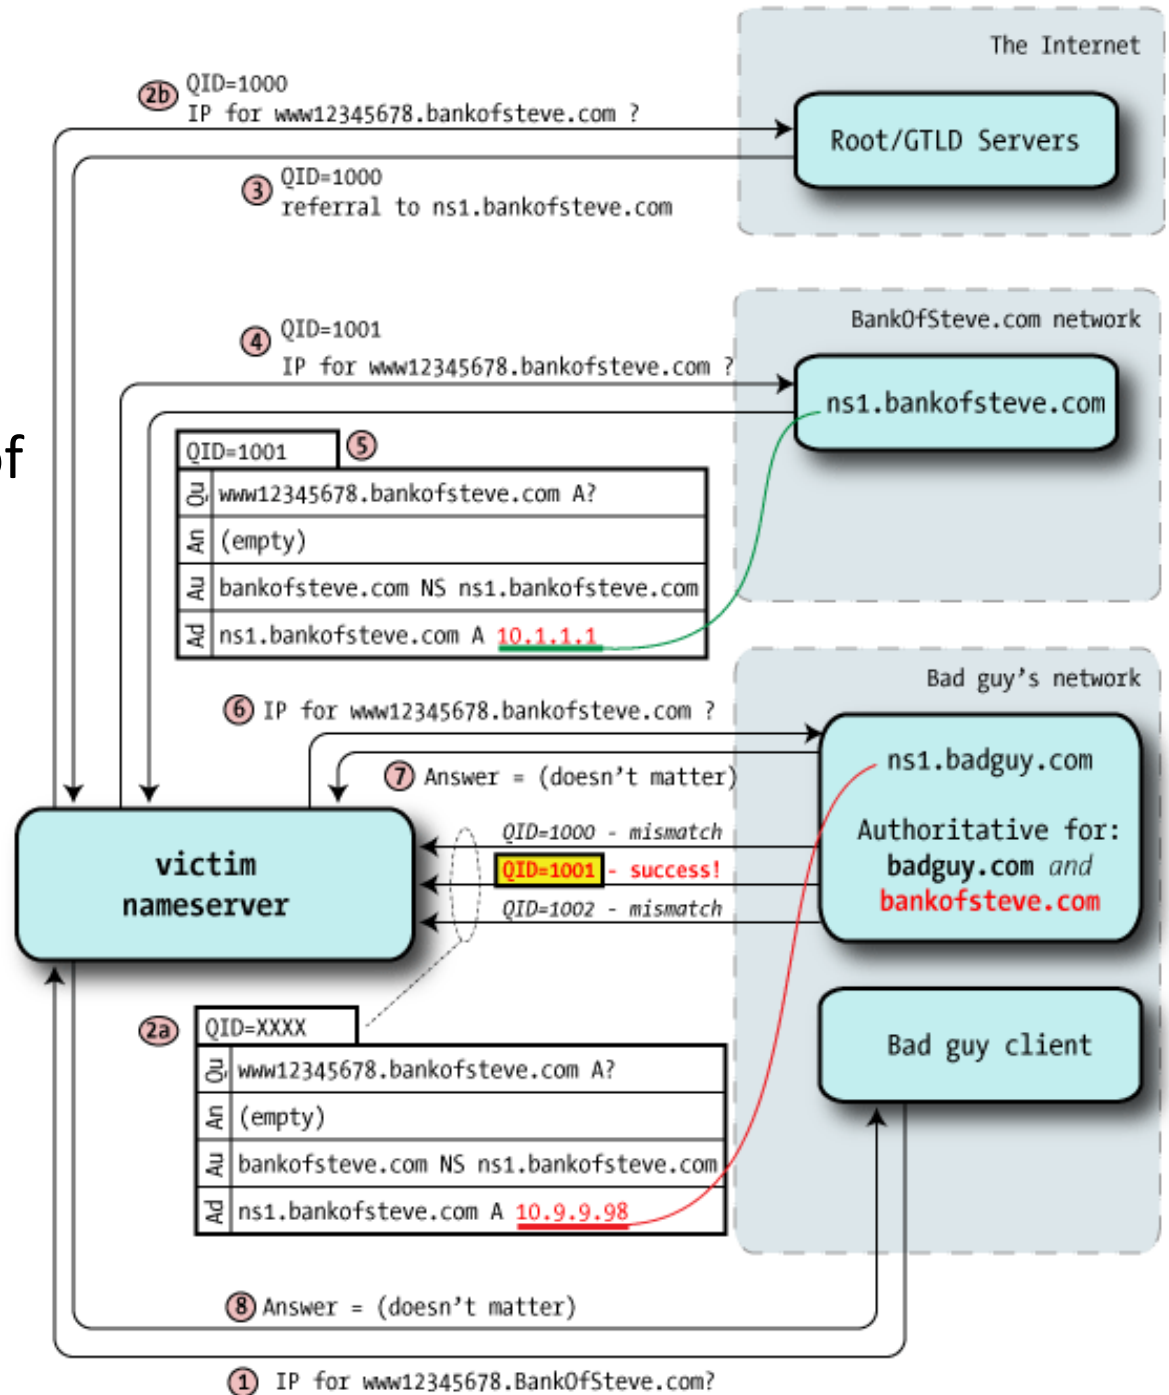 The Internet
2b QID=1000
IP for www12345678.bankofsteve.com ?
Root/GTLD Servers
3 QID=1000
referral to ns1.bankofsteve.com
BankOfSteve.com network
4 QID=1001
IP for www12345678.bankofsteve.com ?
ns1.bankofsteve.com
of
QID=1001 5
Qu www12345678.bankofsteve.com A?
An (empty)
Au bankofsteve.com NS ns1.bankofsteve.com
Ad ns1.bankofsteve.com A 10.1.1.1
Bad guy's network
6 IP for www12345678.bankofsteve.com ?
ns1.badguy.com
7 Answer = (doesn't matter)
Authoritative for:
badguy.com and
bankofsteve.com
QID=1000 - mismatch
QID=1001 - success!
QID=1002 - mismatch
victim
nameserver
2a QID=XXXX
Qu www12345678.bankofsteve.com A?
An (empty)
Au bankofsteve.com NS ns1.bankofsteve.com
Ad ns1.bankofsteve.com A 10.9.9.98
Bad guy client
8 Answer = (doesn't matter)
1 IP for www12345678.BankOfSteve.com?